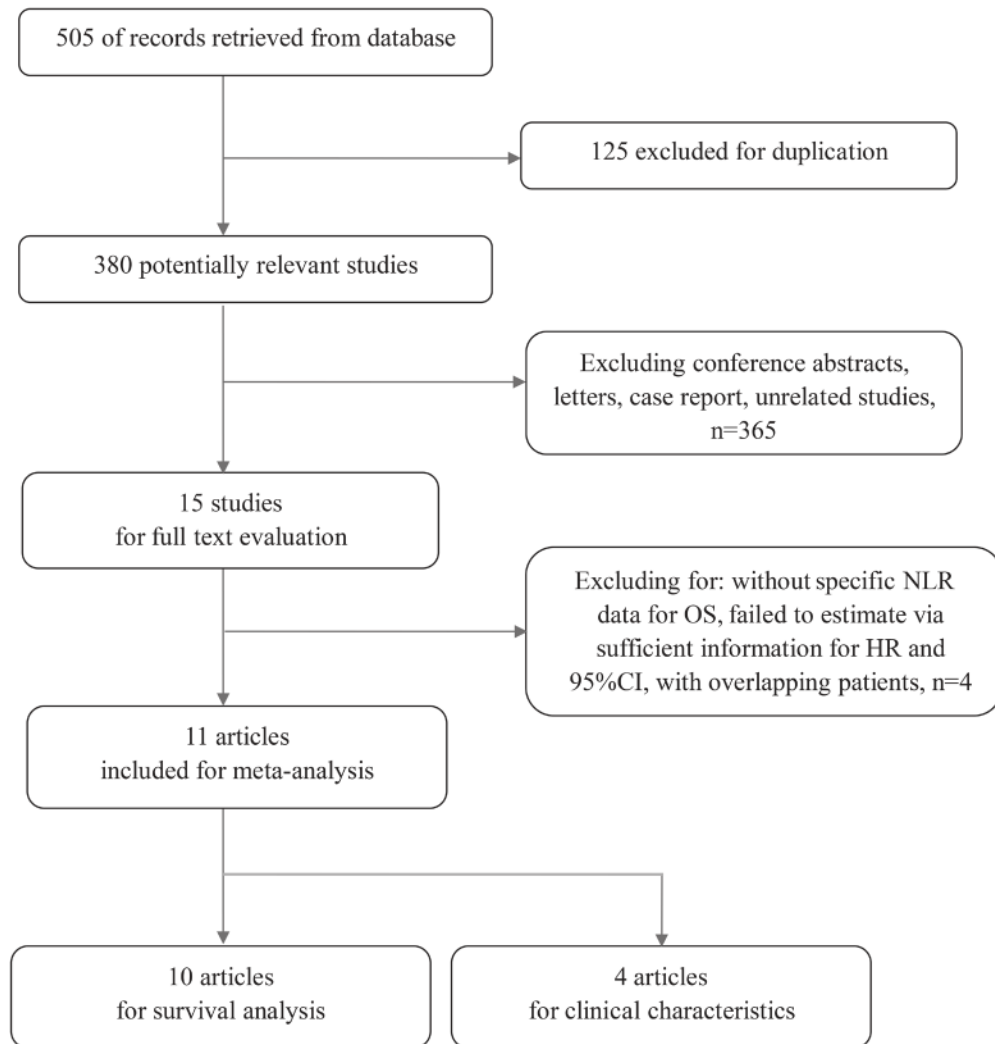 505 of records retrieved from database
125 excluded for duplication
380 potentially relevant studies
Excluding conference abstracts,
letters, case report, unrelated studies,
n=365
15 studies
for full text evaluation
Excluding for: without specific NLR
data for OS, failed to estimate via
sufficient information for HR and
95%CI, with overlapping patients, n=4
11 articles
included for meta-analysis
10 articles
for survival analysis
4 articles
for clinical characteristics